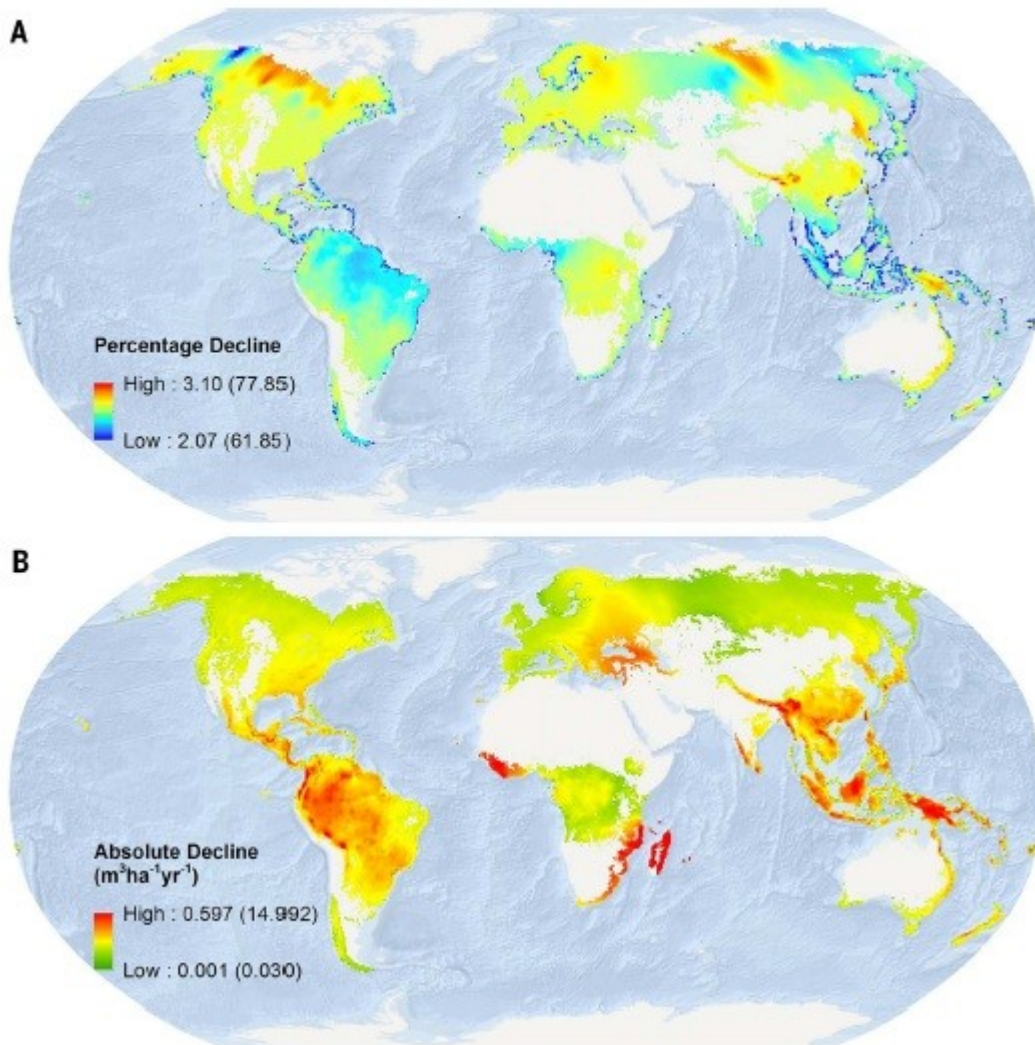 A
Percentage Decline
High : 3.10 (77.85)
Low : 2.07 (61.85)
B
Absolute Decline
(m³ha⁻¹yr⁻¹)
High : 0.597 (14.992)
Low : 0.001 (0.030)